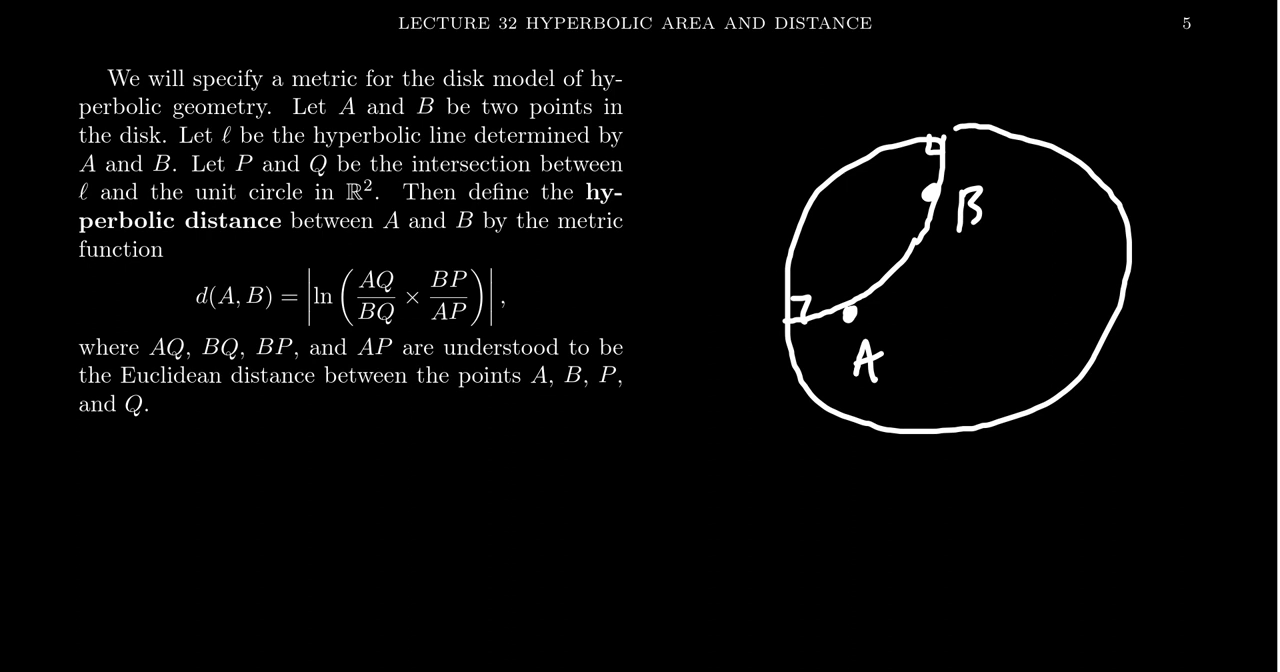 LECTURE 32 HYPERBOLIC AREA AND DISTANCE 5
We will specify a metric for the disk model of hy-
perbolic geometry. Let A and B be two points in
the disk. Let ℓ be the hyperbolic line determined by
A and B. Let P and Q be the intersection between
ℓ and the unit circle in ℝ². Then define the hy-
perbolic distance between A and B by the metric
function
d(A, B) = |ln(AQ/BQ × BP/AP)|,
where AQ, BQ, BP, and AP are understood to be
the Euclidean distance between the points A, B, P,
and Q.
B
A